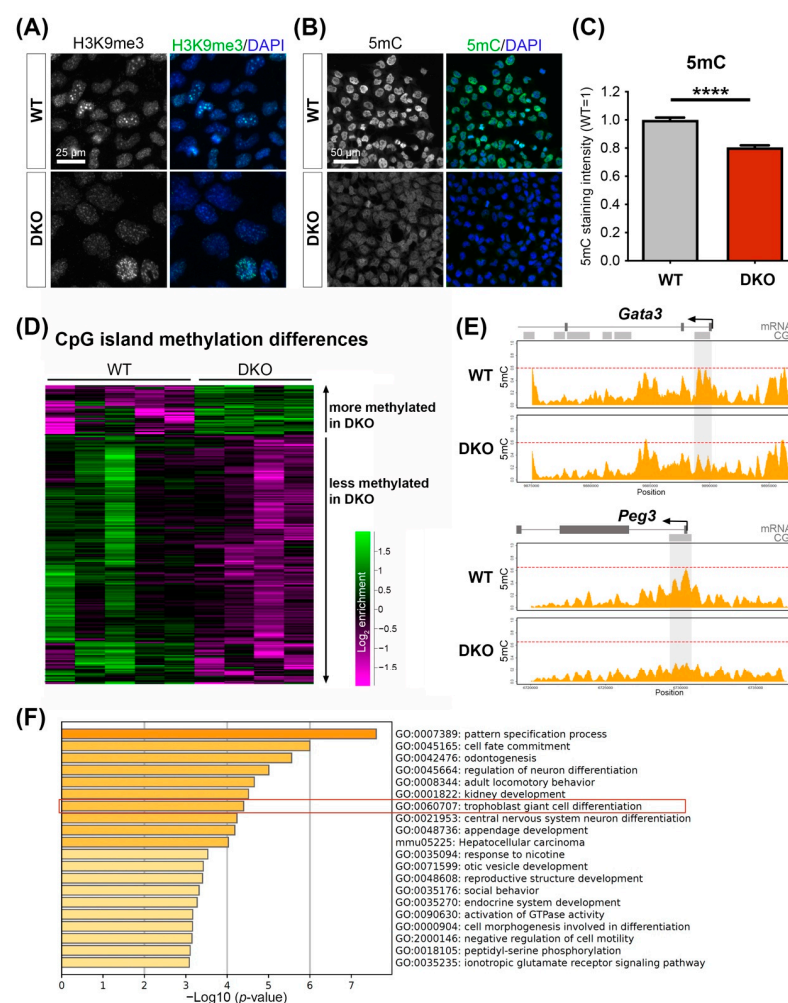 (A)
H3K9me3
H3K9me3/DAPI
WT
25 µm
DKO
(B)
5mC
5mC/DAPI
WT
50 µm
DKO
(C)
5mC
****
5mC staining intensity (WT=1)
1.2
1.0
0.8
0.6
0.4
0.2
0.0
WT
DKO
(D)
CpG island methylation differences
WT
DKO
more methylated
in DKO
less methylated
in DKO
Log2 enrichment
1.5
1
0.5
0
−0.5
−1
−1.5
(E)
Gata3
mRNA
CG
WT
5mC
DKO
5mC
Position
Peg3
mRNA
CG
WT
5mC
DKO
5mC
Position
(F)
GO:0007389: pattern specification process
GO:0045165: cell fate commitment
GO:0042476: odontogenesis
GO:0045664: regulation of neuron differentiation
GO:0008344: adult locomotory behavior
GO:0001822: kidney development
GO:0060707: trophoblast giant cell differentiation
GO:0021953: central nervous system neuron differentiation
GO:0048736: appendage development
mmu05225: Hepatocellular carcinoma
GO:0035094: response to nicotine
GO:0071599: otic vesicle development
GO:0048608: reproductive structure development
GO:0035176: social behavior
GO:0035270: endocrine system development
GO:0090630: activation of GTPase activity
GO:0000904: cell morphogenesis involved in differentiation
GO:2000146: negative regulation of cell motility
GO:0018105: peptidyl-serine phosphorylation
GO:0035235: ionotropic glutamate receptor signaling pathway
0 1 2 3 4 5 6 7
−Log10 (p-value)